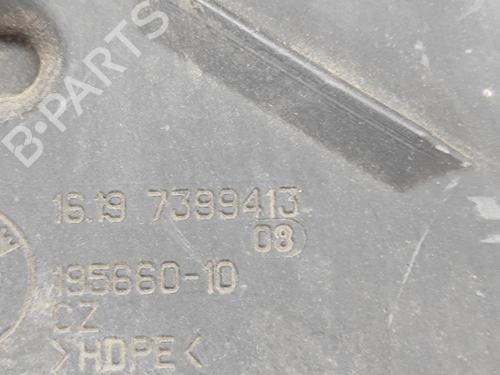 B-PARTS
16.19 7399413
08
195660-10
CZ
>HDPE<